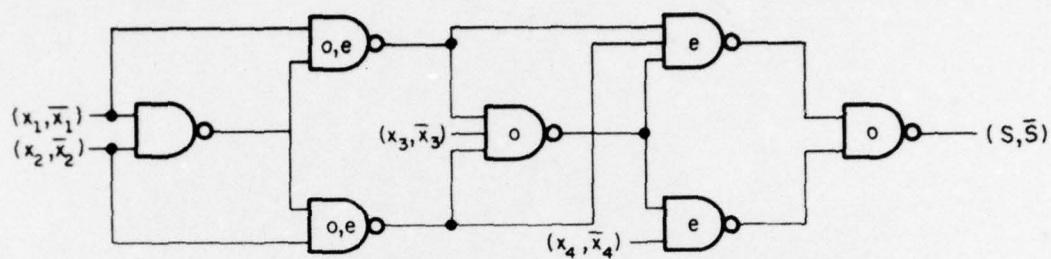 o,e
e
(x₁, x̅₁)
(x₂, x̅₂)
(x₃, x̅₃)
o
o
(S, S̅)
o,e
e
(x₄, x̅₄)